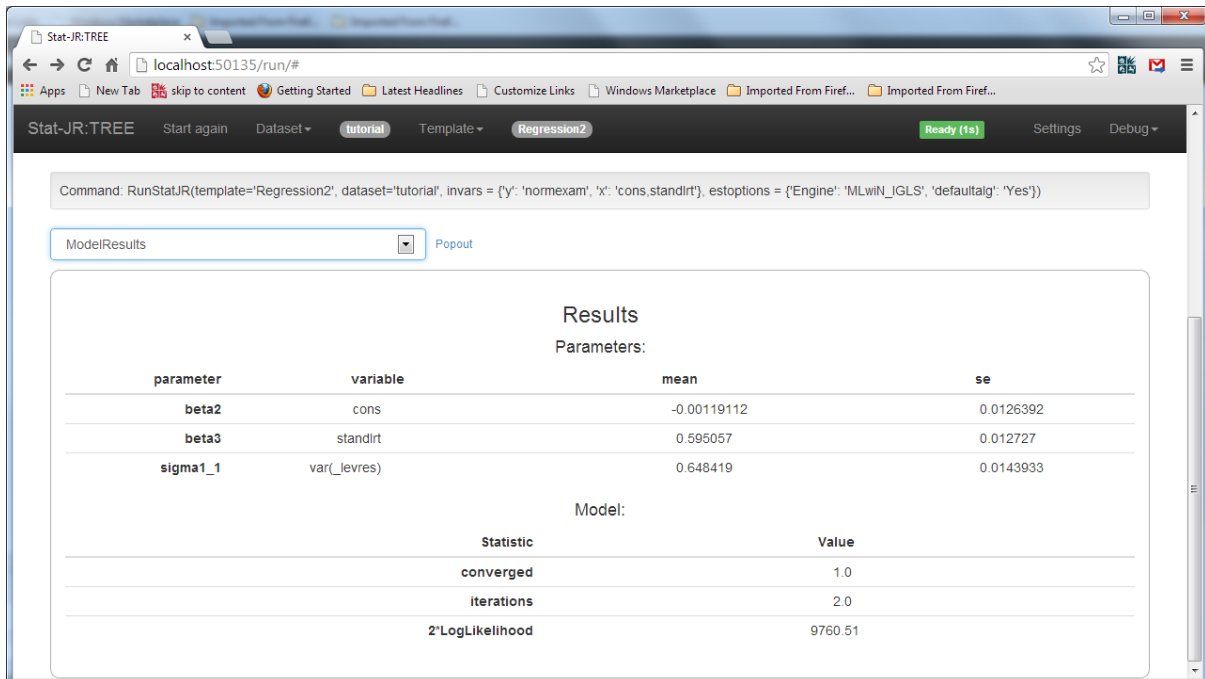 Stat-JR:TREE
localhost:50135/run/#
Apps New Tab skip to content Getting Started Latest Headlines Customize Links Windows Marketplace Imported From Firef... Imported From Firef...
Stat-JR:TREE Start again Dataset tutorial Template Regression2 Ready (1s) Settings Debug
Command: RunStatJR(template='Regression2', dataset='tutorial', invars = {'y': 'normexam', 'x': 'cons,standlrt'}, estoptions = {'Engine': 'MLwiN_IGLS', 'defaultalg': 'Yes'})
ModelResults Popout
Results
Parameters:
parameter variable mean se
beta2 cons -0.00119112 0.0126392
beta3 standlrt 0.595057 0.012727
sigma1_1 var(_levres) 0.648419 0.0143933
Model:
Statistic Value
converged 1.0
iterations 2.0
2*LogLikelihood 9760.51